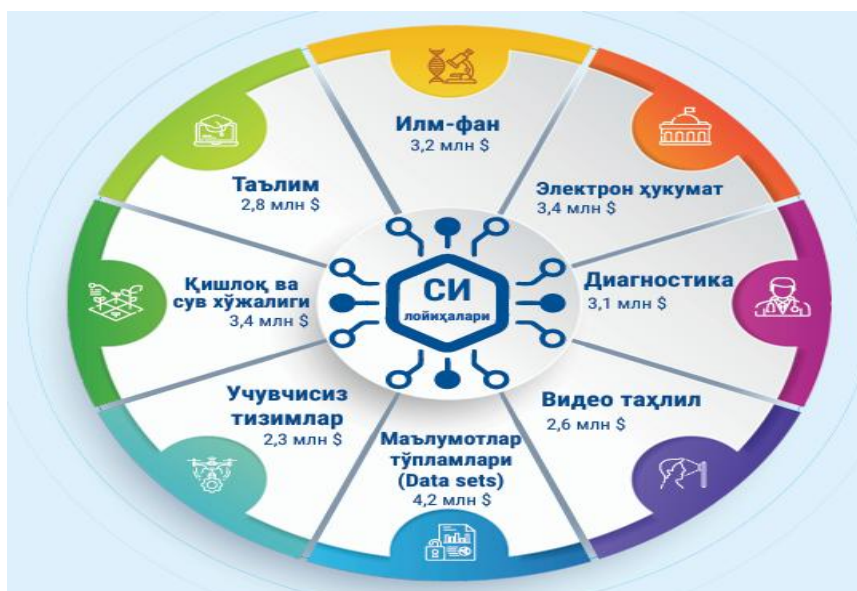 Илм-фан
3,2 млн $
Электрон ҳукумат
3,4 млн $
Диагностика
3,1 млн $
Видео таҳлил
2,6 млн $
Маълумотлар
тўпламлари
(Data sets)
4,2 млн $
Учувчисиз
тизимлар
2,3 млн $
Қишлоқ ва
сув хўжалиги
3,4 млн $
Таълим
2,8 млн $
СИ
лойиҳалари